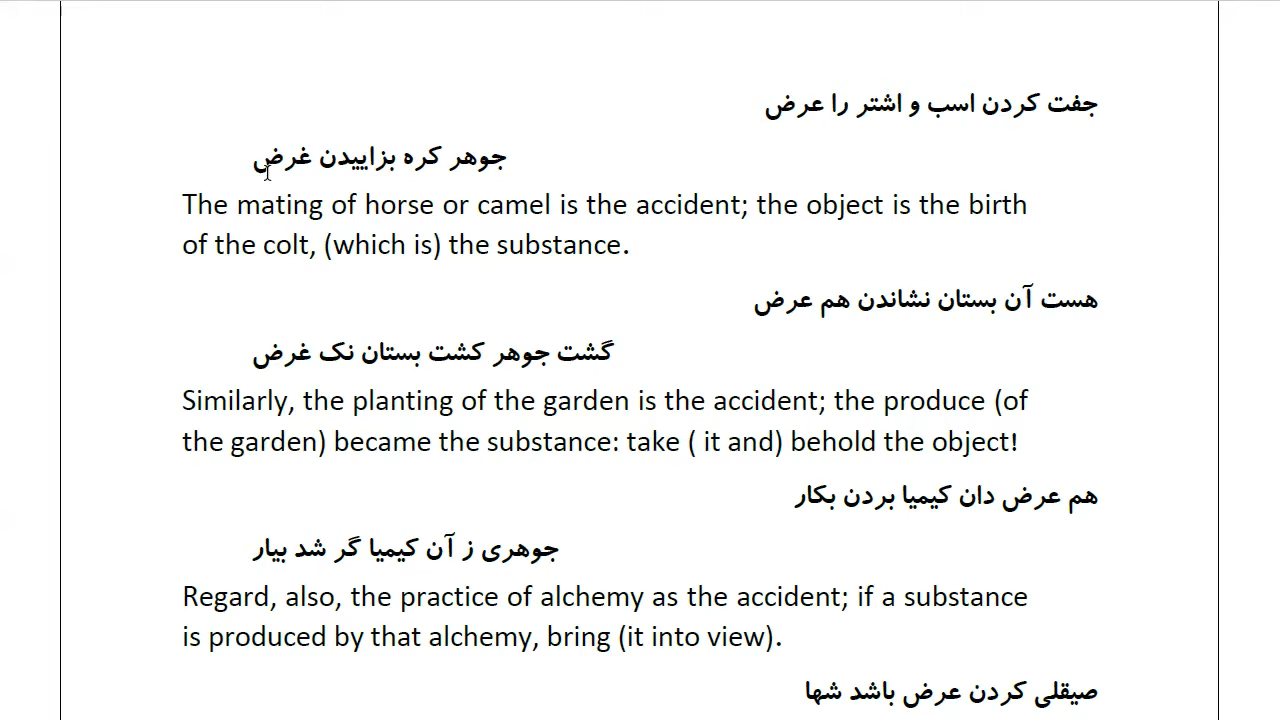 جفت کردن اسب و اشتر را عرض
جوهر کره بزاییدن غرض
The mating of horse or camel is the accident; the object is the birth
of the colt, (which is) the substance.
هست آن بستان نشاندن هم عرض
گشت جوهر کشت بستان نک غرض
Similarly, the planting of the garden is the accident; the produce (of
the garden) became the substance: take ( it and) behold the object!
هم عرض دان کیمیا بردن بکار
جوهری ز آن کیمیا گر شد بیار
Regard, also, the practice of alchemy as the accident; if a substance
is produced by that alchemy, bring (it into view).
صیقلی کردن عرض باشد شها